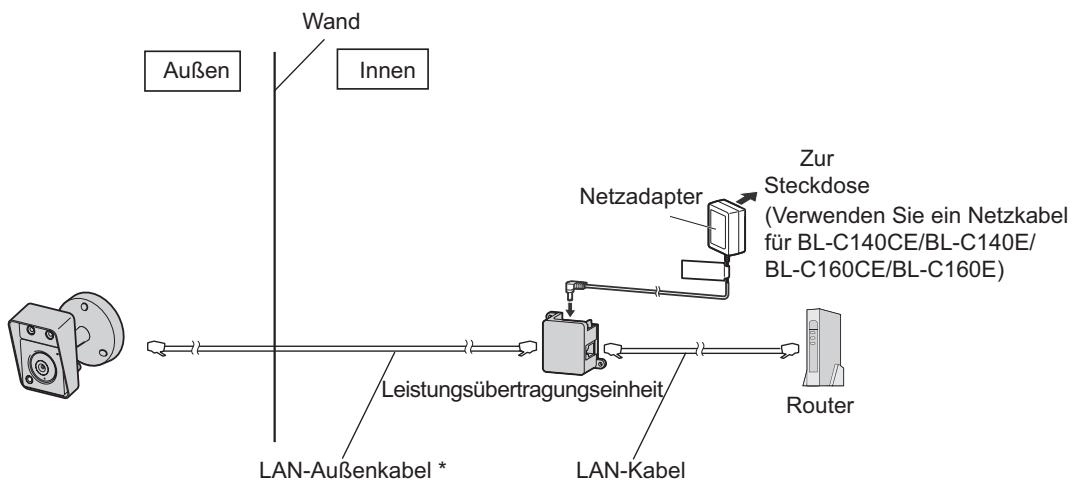 Wand
Außen
Innen
Zur
Steckdose
Netzadapter
(Verwenden Sie ein Netzkabel
für BL-C140CE/BL-C140E/
BL-C160CE/BL-C160E)
Leistungsübertragungseinheit
Router
LAN-Außenkabel *
LAN-Kabel